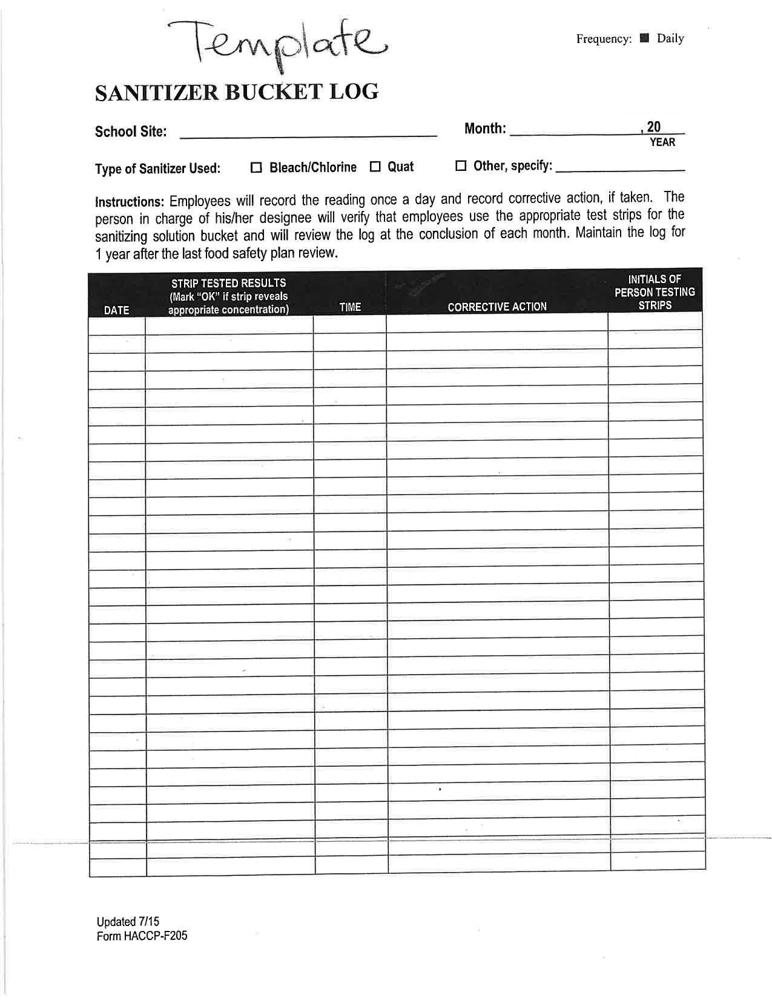 Template
Frequency: ■ Daily
SANITIZER BUCKET LOG
School Site: ____________ Month: ____________, 20____
YEAR
Type of Sanitizer Used: ☐ Bleach/Chlorine ☐ Quat ☐ Other, specify: ____________
Instructions: Employees will record the reading once a day and record corrective action, if taken. The
person in charge of his/her designee will verify that employees use the appropriate test strips for the
sanitizing solution bucket and will review the log at the conclusion of each month. Maintain the log for
1 year after the last food safety plan review.
DATE
STRIP TESTED RESULTS
(Mark “OK” if strip reveals
appropriate concentration)
TIME
CORRECTIVE ACTION
INITIALS OF
PERSON TESTING
STRIPS
Updated 7/15
Form HACCP-F205